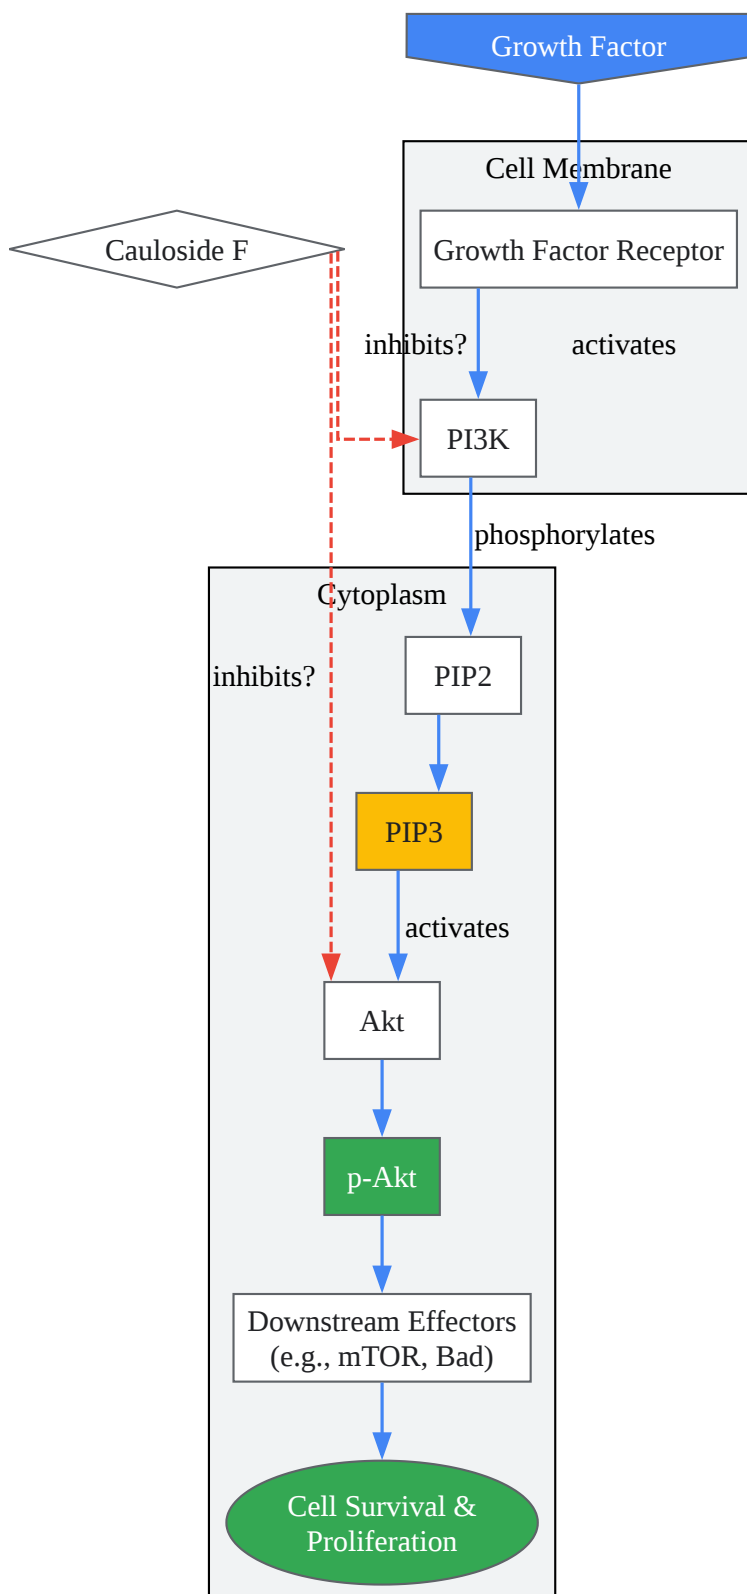 Growth Factor
Cell Membrane
Cauloside F
Growth Factor Receptor
inhibits?
activates
PI3K
phosphorylates
Cytoplasm
inhibits?
PIP2
PIP3
activates
Akt
p-Akt
Downstream Effectors
(e.g., mTOR, Bad)
Cell Survival &
Proliferation